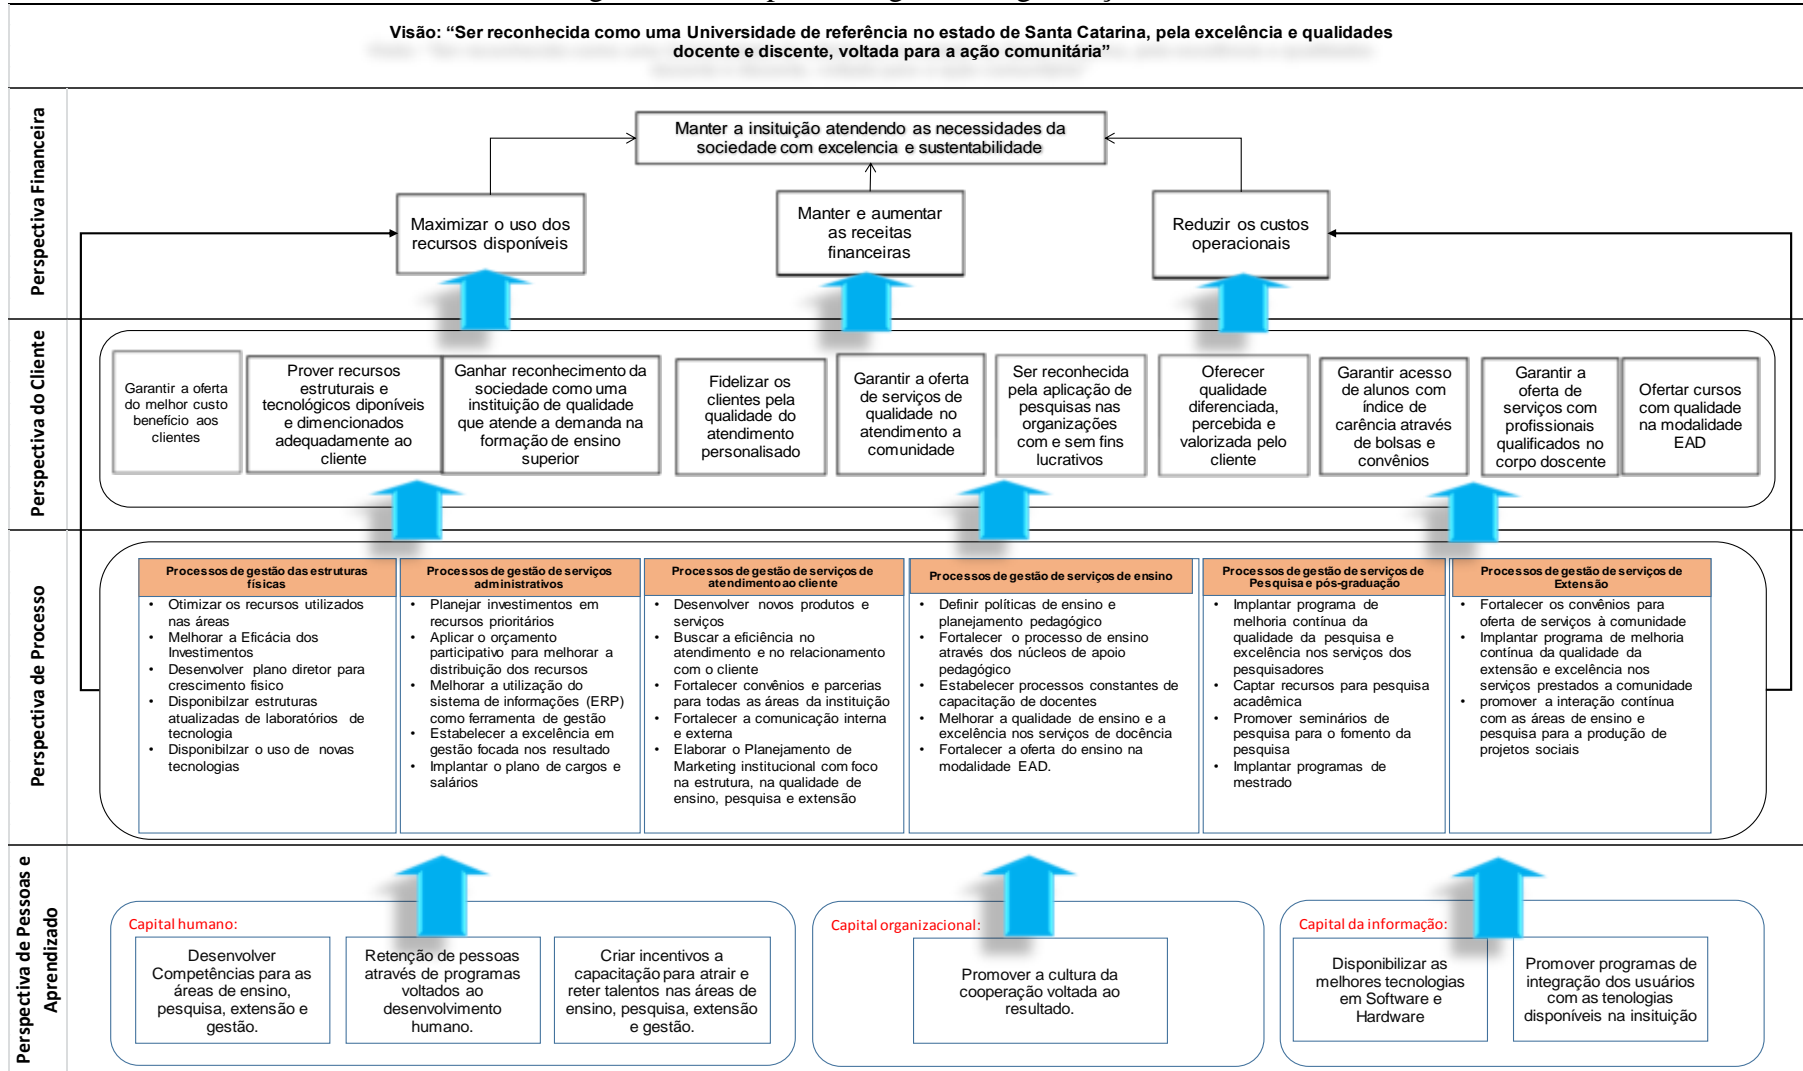 Visão: “Ser reconhecida como uma Universidade de referência no estado de Santa Catarina, pela excelência e qualidades
docente e discente, voltada para a ação comunitária”
Perspectiva Financeira
Manter a insituição atendendo as necessidades da
sociedade com excelencia e sustentabilidade
Maximizar o uso dos
recursos disponíveis
Manter e aumentar
as receitas
financeiras
Reduzir os custos
operacionais
Perspectiva do Cliente
Garantir a oferta
do melhor custo
benefício aos
clientes
Prover recursos
estruturais e
tecnológicos diponíveis
e dimencionados
adequadamente ao
cliente
Ganhar reconhecimento da
sociedade como uma
instituição de qualidade
que atende a demanda na
formação de ensino
superior
Fidelizar os
clientes pela
qualidade do
atendimento
personalisado
Garantir a oferta
de serviços de
qualidade no
atendimento a
comunidade
Ser reconhecida
pela aplicação de
pesquisas nas
organizações
com e sem fins
lucrativos
Oferecer
qualidade
diferenciada,
percebida e
valorizada pelo
cliente
Garantir acesso
de alunos com
índice de
carência através
de bolsas e
convênios
Garantir a
oferta de
serviços com
profissionais
qualificados no
corpo doscente
Ofertar cursos
com qualidade
na modalidade
EAD
Perspectiva de Processo
Processos de gestão das estruturas
físicas
• Otimizar os recursos utilizados
nas áreas
• Melhorar a Eficácia dos
Investimentos
• Desenvolver plano diretor para
crescimento fisico
• Disponibilzar estruturas
atualizadas de laboratórios de
tecnologia
• Disponibilzar o uso de novas
tecnologias
Processos de gestão de serviços
administrativos
• Planejar investimentos em
recursos prioritários
• Aplicar o orçamento
participativo para melhorar a
distribuição dos recursos
• Melhorar a utilização do
sistema de informações (ERP)
como ferramenta de gestão
• Estabelecer a excelência em
gestão focada nos resultado
• Implantar o plano de cargos e
salários
Processos de gestão de serviços de
atendimento ao cliente
• Desenvolver novos produtos e
serviços
• Buscar a eficiência no
atendimento e no relacionamento
com o cliente
• Fortalecer convênios e parcerias
para todas as áreas da instituição
• Fortalecer a comunicação interna
e externa
• Elaborar o Planejamento de
Marketing institucional com foco
na estrutura, na qualidade de
ensino, pesquisa e extensão
Processos de gestão de serviços de ensino
• Definir políticas de ensino e
planejamento pedagógico
• Fortalecer o processo de ensino
através dos núcleos de apoio
pedagógico
• Estabelecer processos constantes de
capacitação de docentes
• Melhorar a qualidade de ensino e a
excelência nos serviços de docência
• Fortalecer a oferta do ensino na
modalidade EAD.
Processos de gestão de serviços de
Pesquisa e pós-graduação
• Implantar programa de
melhoria contínua da
qualidade da pesquisa e
excelência nos serviços dos
pesquisadores
• Captar recursos para pesquisa
acadêmica
• Promover seminários de
pesquisa para o fomento da
pesquisa
• Implantar programas de
mestrado
Processos de gestão de serviços de
Extensão
• Fortalecer os convênios para
oferta de serviços à comunidade
• Implantar programa de melhoria
contínua da qualidade da
extensão e excelência nos
serviços prestados a comunidade
• promover a interação contínua
com as áreas de ensino e
pesquisa para a produção de
projetos sociais
Perspectiva de Pessoas e
Aprendizado
Capital humano:
Desenvolver
Competências para as
áreas de ensino,
pesquisa, extensão e
gestão.
Retenção de pessoas
através de programas
voltados ao
desenvolvimento
humano.
Criar incentivos a
capacitação para atrair e
reter talentos nas áreas de
ensino, pesquisa, extensão
e gestão.
Capital organizacional:
Promover a cultura da
cooperação voltada ao
resultado.
Capital da informação:
Disponibilizar as
melhores tecnologias
em Software e
Hardware
Promover programas de
integração dos usuários
com as tenologias
disponíveis na insituição